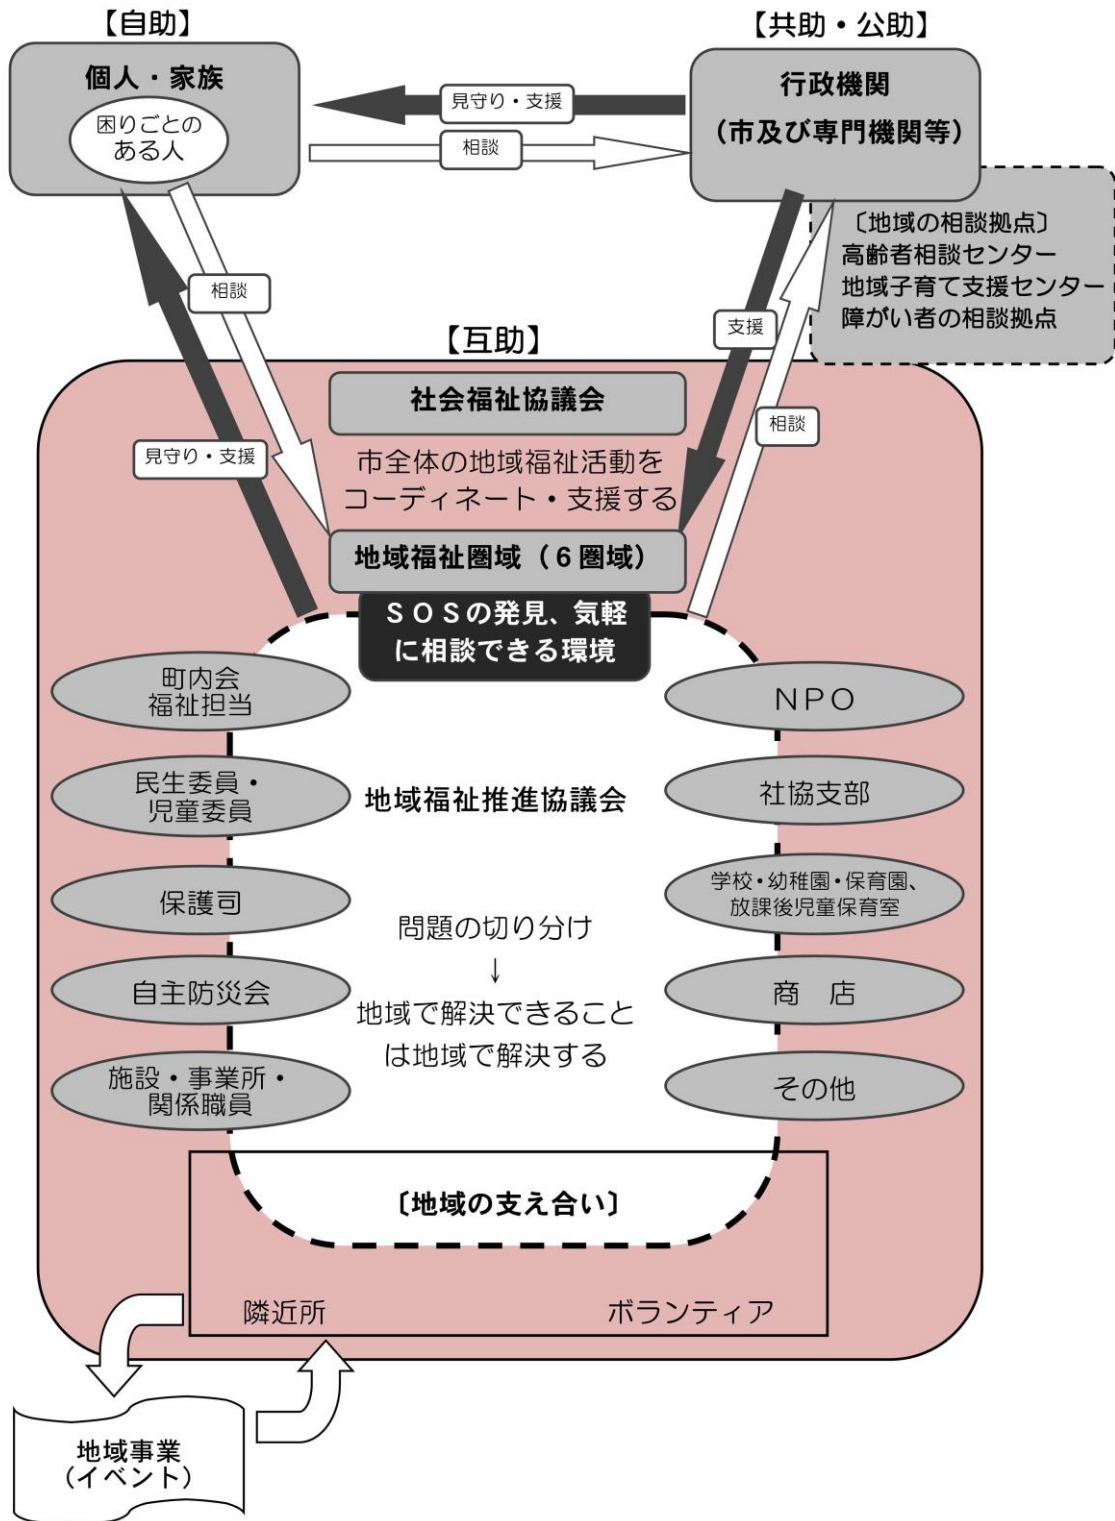 【自助】
【共助・公助】
個人・家族
困りごとの
ある人
見守り・支援
相談
行政機関
（市及び専門機関等）
〔地域の相談拠点〕
高齢者相談センター
地域子育て支援センター
障がい者の相談拠点
相談
支援
【互助】
社会福祉協議会
相談
見守り・支援
市全体の地域福祉活動を
コーディネート・支援する
地域福祉圏域（６圏域）
ＳＯＳの発見、気軽
に相談できる環境
町内会
福祉担当
民生委員・
児童委員
保護司
自主防災会
施設・事業所・
関係職員
地域福祉推進協議会
問題の切り分け
↓
地域で解決できること
は地域で解決する
ＮＰＯ
社協支部
学校・幼稚園・保育園、
放課後児童保育室
商　店
その他
〔地域の支え合い〕
隣近所
ボランティア
地域事業
（イベント）